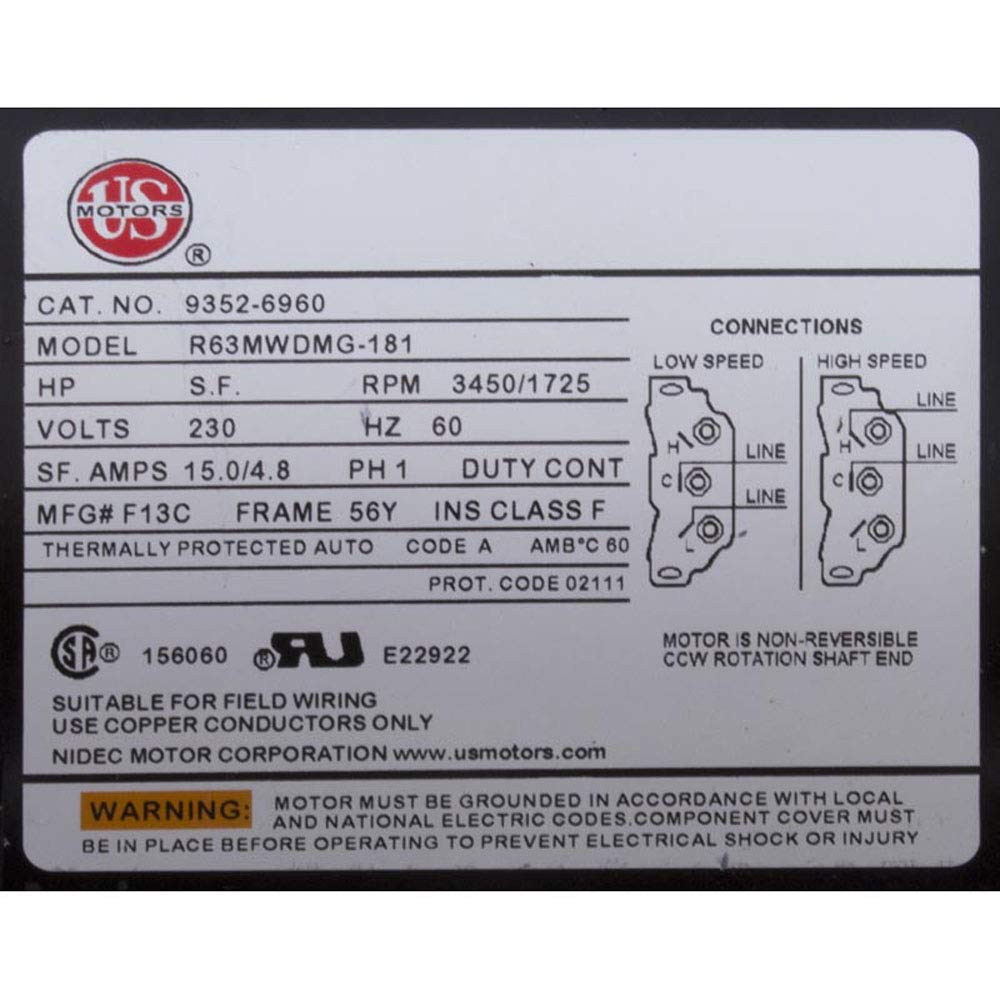 US
MOTORS
®
CAT. NO. 9352-6960
MODEL R63MWDMG-181
HP S.F. RPM 3450/1725
VOLTS 230 HZ 60
SF. AMPS 15.0/4.8 PH 1 DUTY CONT
MFG# F13C FRAME 56Y INS CLASS F
THERMALLY PROTECTED AUTO CODE A AMB°C 60
PROT. CODE 02111
CONNECTIONS
LOW SPEED
H
C LINE
L LINE
HIGH SPEED
H LINE
C LINE
L
MOTOR IS NON-REVERSIBLE
CCW ROTATION SHAFT END
SA ® 156060 ® RU E22922
SUITABLE FOR FIELD WIRING
USE COPPER CONDUCTORS ONLY
NIDEC MOTOR CORPORATION www.usmotors.com
WARNING: MOTOR MUST BE GROUNDED IN ACCORDANCE WITH LOCAL
AND NATIONAL ELECTRIC CODES.COMPONENT COVER MUST
BE IN PLACE BEFORE OPERATING TO PREVENT ELECTRICAL SHOCK OR INJURY